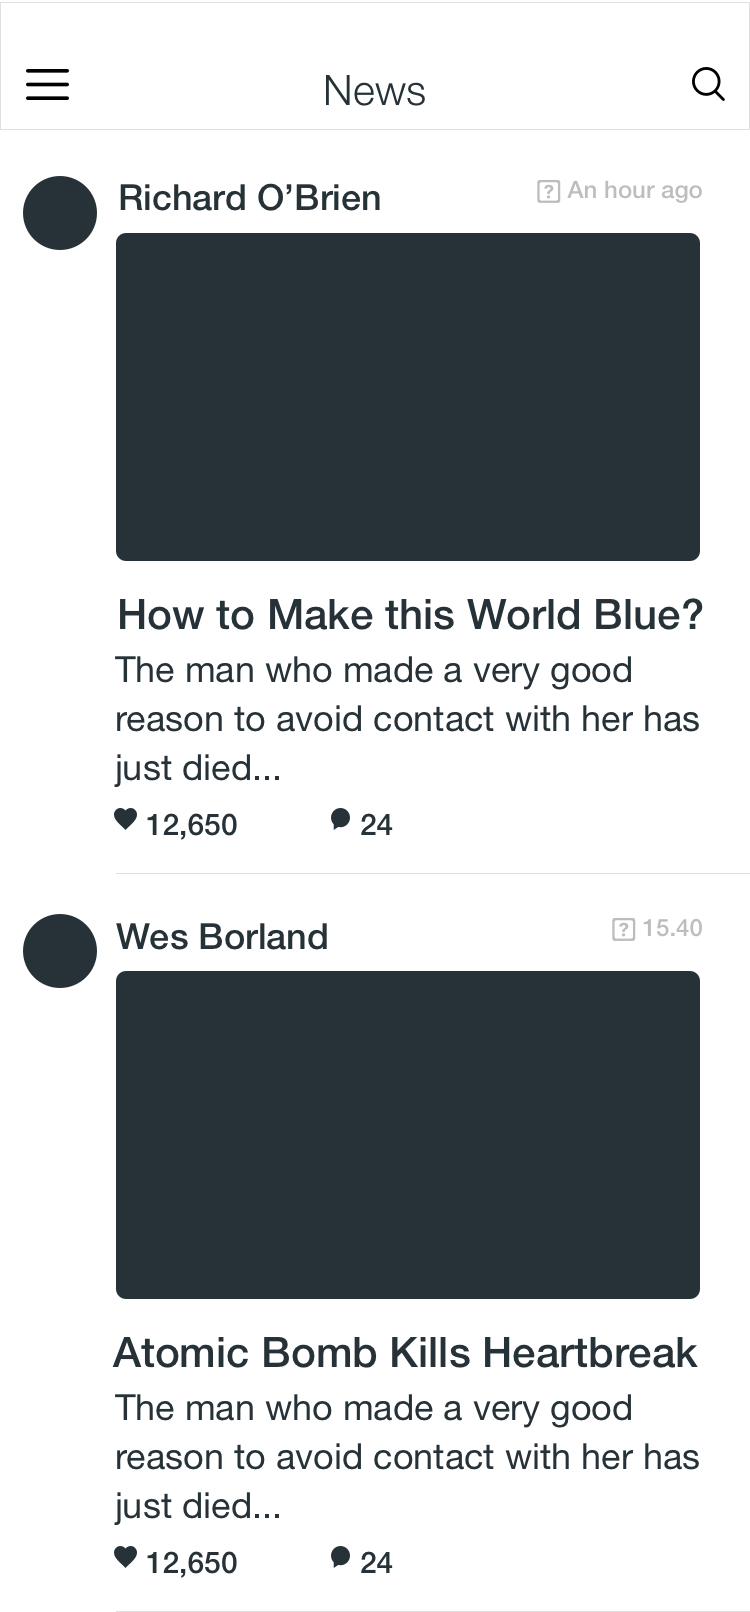 News
Richard O’Brien
An hour ago
How to Make this World Blue?
The man who made a very good
reason to avoid contact with her has
just died...
12,650
24
Wes Borland
15.40
Atomic Bomb Kills Heartbreak
The man who made a very good
reason to avoid contact with her has
just died...
12,650
24